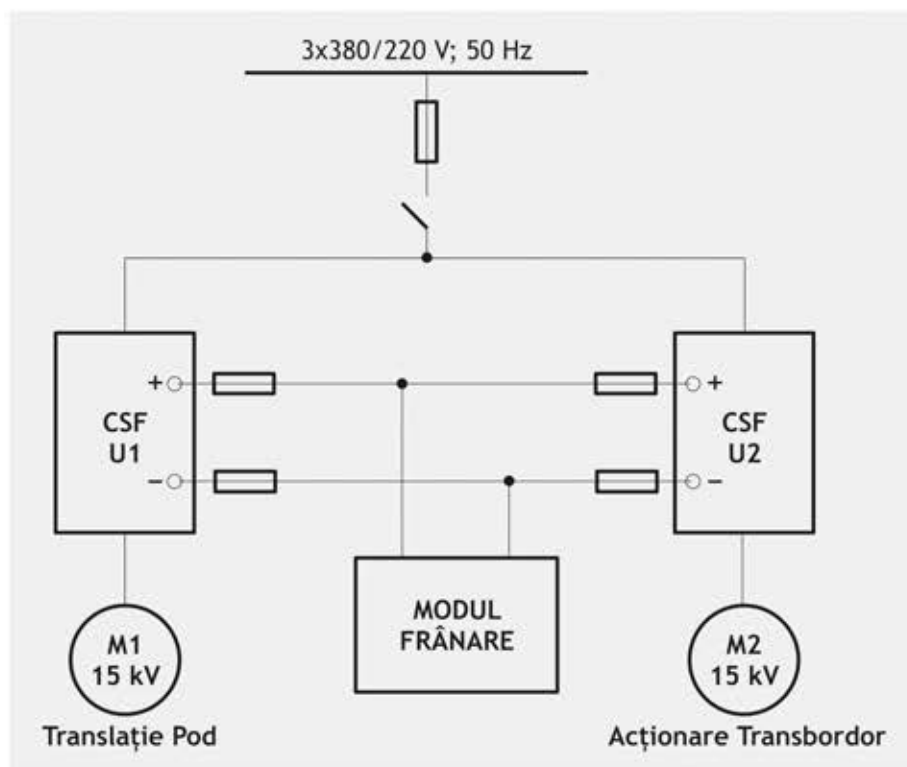 3x380/220 V; 50 Hz
+
CSF
U1
−
+
CSF
U2
−
MODUL
FRÂNARE
M1
15 kV
Translație Pod
M2
15 kV
Acționare Transbordor